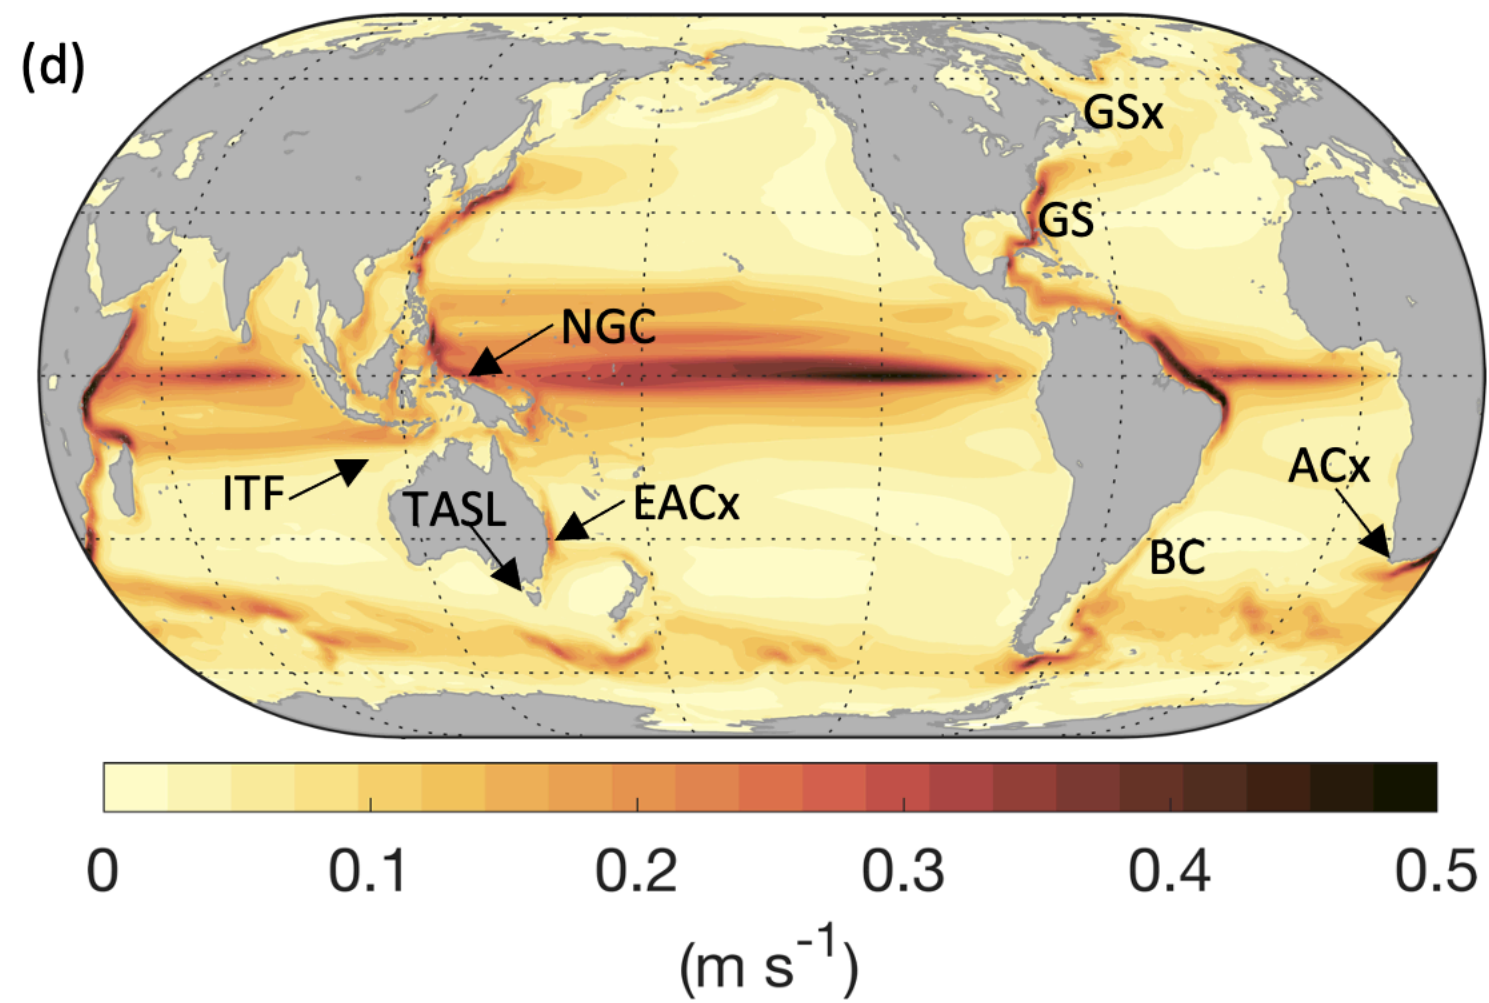 (d)
GSx
GS
NGC
ACx
ITF
TASL
EACx
BC
0 0.1 0.2 0.3 0.4 0.5
(m s⁻¹)